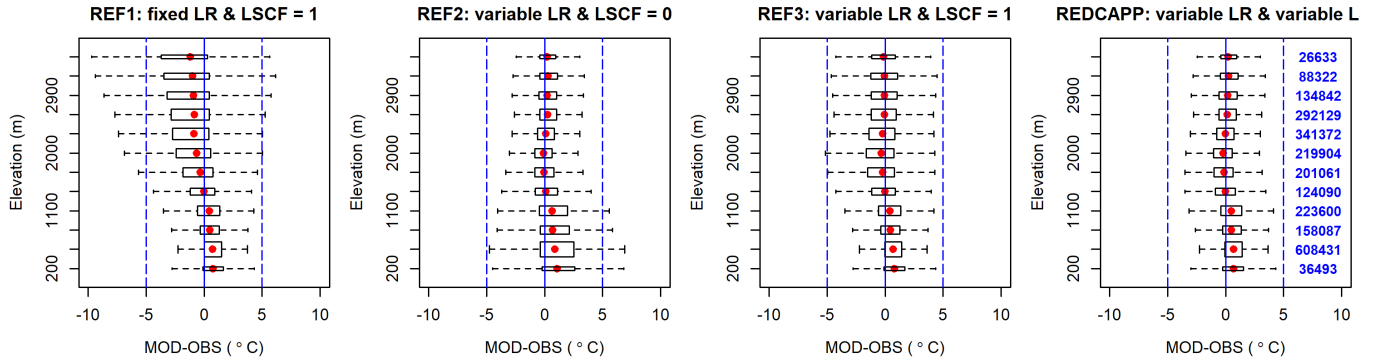 REF1: fixed LR & LSCF = 1
Elevation (m)
2900
2000
1100
200
-10 -5 0 5 10
MOD-OBS ( ° C)
REF2: variable LR & LSCF = 0
Elevation (m)
2900
2000
1100
200
-10 -5 0 5 10
MOD-OBS ( ° C)
REF3: variable LR & LSCF = 1
Elevation (m)
2900
2000
1100
200
-10 -5 0 5 10
MOD-OBS ( ° C)
REDCAPP: variable LR & variable L
Elevation (m)
2900
2000
1100
200
26633
88322
134842
292129
341372
219904
201061
124090
223600
158087
608431
36493
-10 -5 0 5 10
MOD-OBS ( ° C)